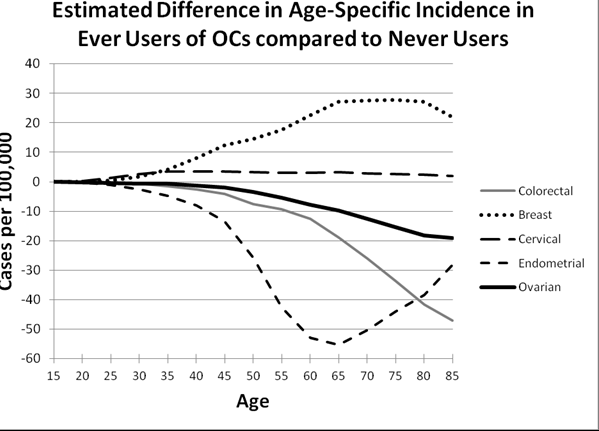 Estimated Difference in Age-Specific Incidence in
Ever Users of OCs compared to Never Users
Cases per 100,000
40
30
20
10
0
-10
-20
-30
-40
-50
-60
15 20 25 30 35 40 45 50 55 60 65 70 75 80 85
Age
Colorectal
Breast
Cervical
Endometrial
Ovarian